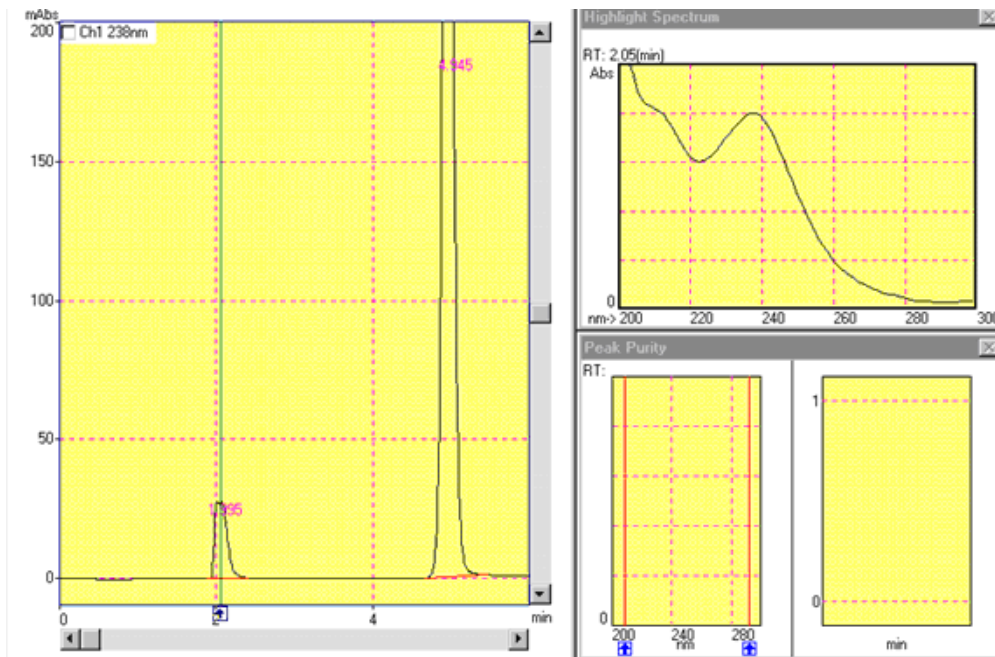 mAbs
200
Ch1 238nm
4.945
150
100
50
1.995
0
0 2 4 min
Highlight Spectrum
RT: 2.05(min)
Abs
0
nm-> 200 220 240 260 280 300
Peak Purity
RT:
0
200 240 280
nm
1
0
min